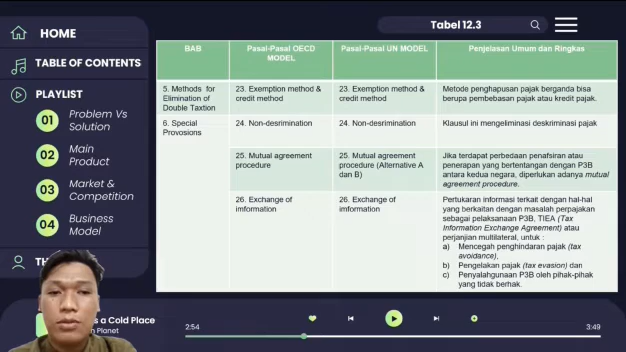 HOME
TABLE OF CONTENTS
PLAYLIST
01 Problem Vs
Solution
02 Main
Product
03 Market &
Competition
04 Business
Model
TH
s a Cold Place
n Planet
Tabel 12.3
BAB
Pasal-Pasal OECD
MODEL
Pasal-Pasal UN MODEL
Penjelasan Umum dan Ringkas
5. Methods for
Elimination of
Double Taxtion
23. Exemption method &
credit method
23. Exemption method &
credit method
Metode penghapusan pajak berganda bisa
berupa pembebasan pajak atau kredit pajak.
6. Special
Provosions
24. Non-desrimination
24. Non-desrimination
Klausul ini mengeliminasi deskriminasi pajak
25. Mutual agreement
procedure
25. Mutual agreement
procedure (Alternative A
dan B)
Jika terdapat perbedaan penafsiran atau
penerapan yang bertentangan dengan P3B
antara kedua negara, diperlukan adanya mutual
agreement procedure.
26. Exchange of
imformation
26. Exchange of
imformation
Pertukaran informasi terkait dengan hal-hal
yang berkaitan dengan masalah perpajakan
sebagai pelaksanaan P3B, TIEA (Tax
Information Exchange Agreement) atau
perjanjian multilateral, untuk :
a) Mencegah penghindaran pajak (tax
avoidance),
b) Pengelakan pajak (tax evasion) dan
c) Penyalahgunaan P3B oleh pihak-pihak
yang tidak berhak.
2:54
3:49